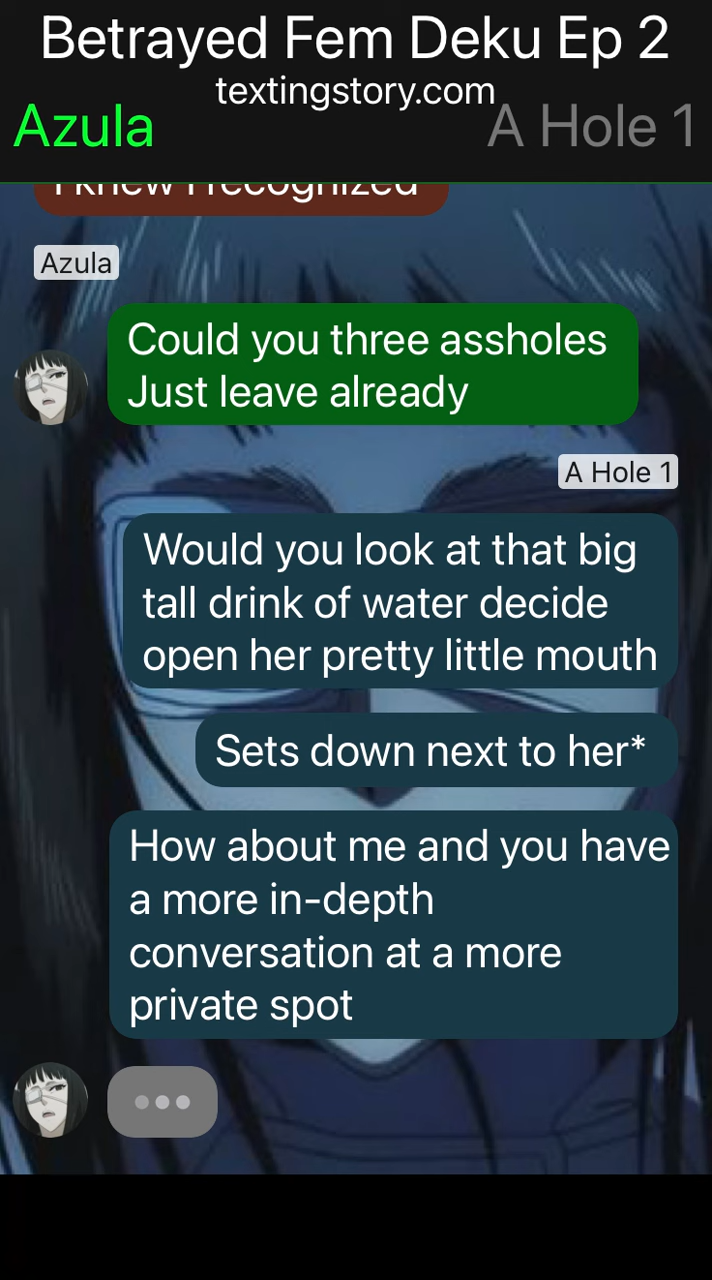 Betrayed Fem Deku Ep 2
textingstory.com
Azula
A Hole 1
I knew I recognized
Azula
Could you three assholes
Just leave already
A Hole 1
Would you look at that big
tall drink of water decide
open her pretty little mouth
Sets down next to her*
How about me and you have
a more in-depth
conversation at a more
private spot